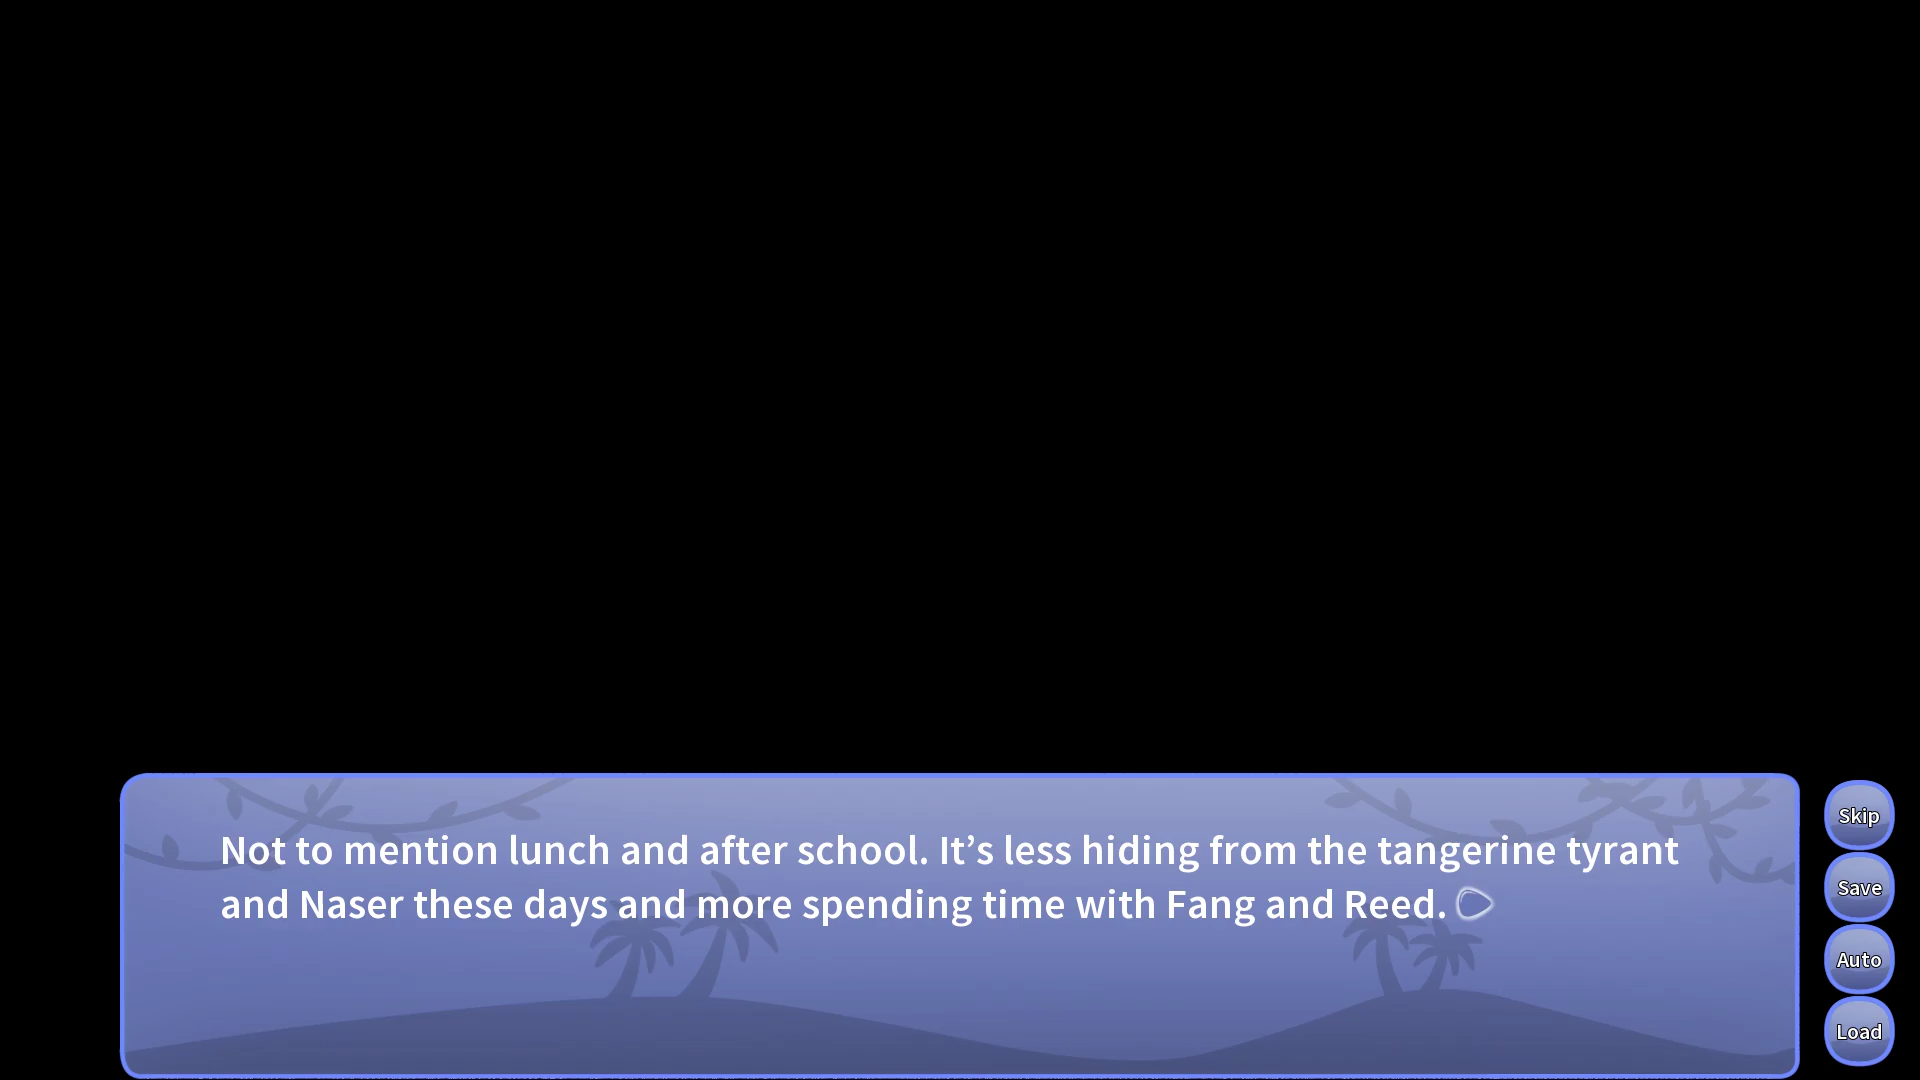 Not to mention lunch and after school. It’s less hiding from the tangerine tyrant
and Naser these days and more spending time with Fang and Reed.
Skip
Save
Auto
Load